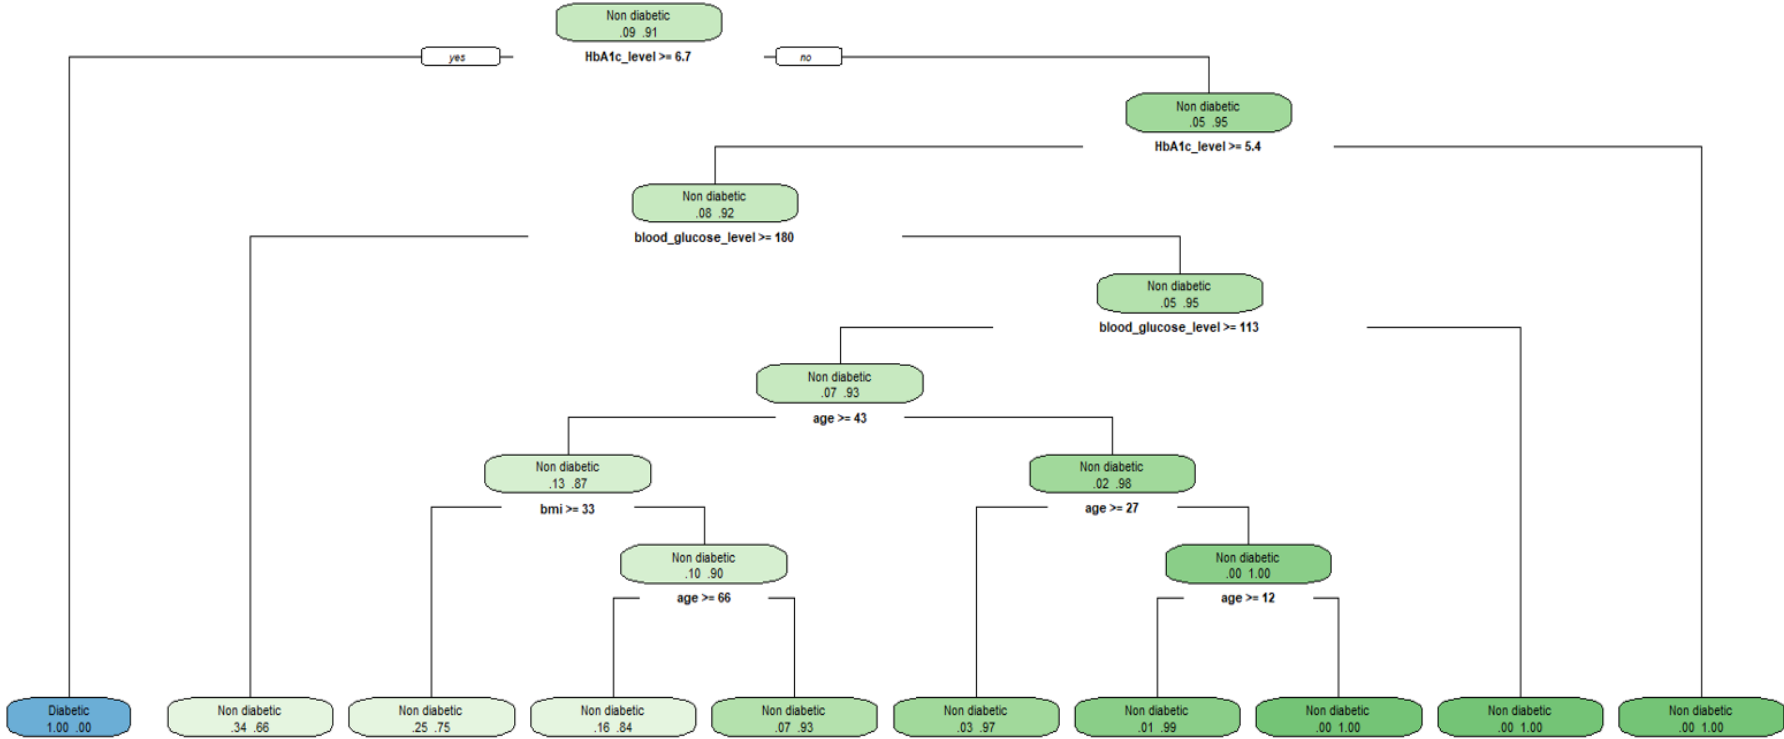 Non diabetic
.09 .91
yes
HbA1c_level >= 6.7
no
Non diabetic
.05 .95
HbA1c_level >= 5.4
Non diabetic
.08 .92
blood_glucose_level >= 180
Non diabetic
.05 .95
blood_glucose_level >= 113
Non diabetic
.07 .93
age >= 43
Non diabetic
.13 .87
bmi >= 33
Non diabetic
.02 .98
age >= 27
Non diabetic
.10 .90
age >= 66
Non diabetic
.00 1.00
age >= 12
Diabetic
1.00 .00
Non diabetic
.34 .66
Non diabetic
.25 .75
Non diabetic
.16 .84
Non diabetic
.07 .93
Non diabetic
.03 .97
Non diabetic
.01 .99
Non diabetic
.00 1.00
Non diabetic
.00 1.00
Non diabetic
.00 1.00